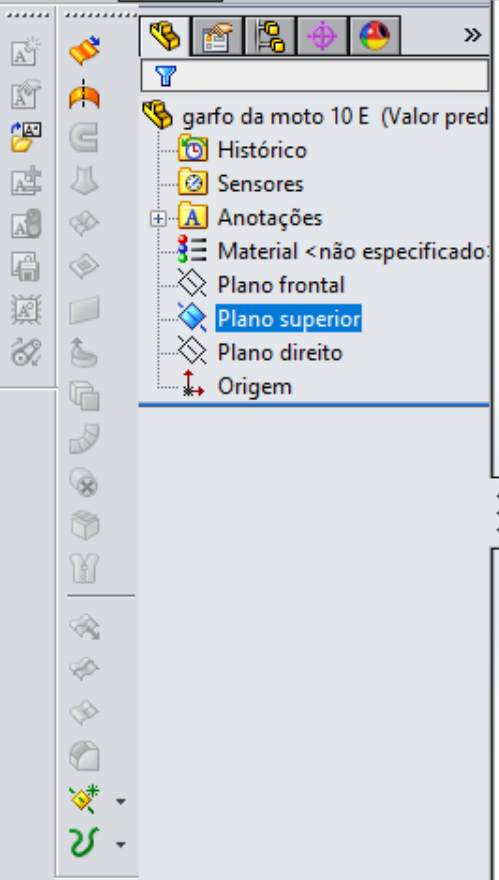 garfo da moto 10 E (Valor pred
Histórico
Sensores
Anotações
Material <não especificado
Plano frontal
Plano superior
Plano direito
Origem